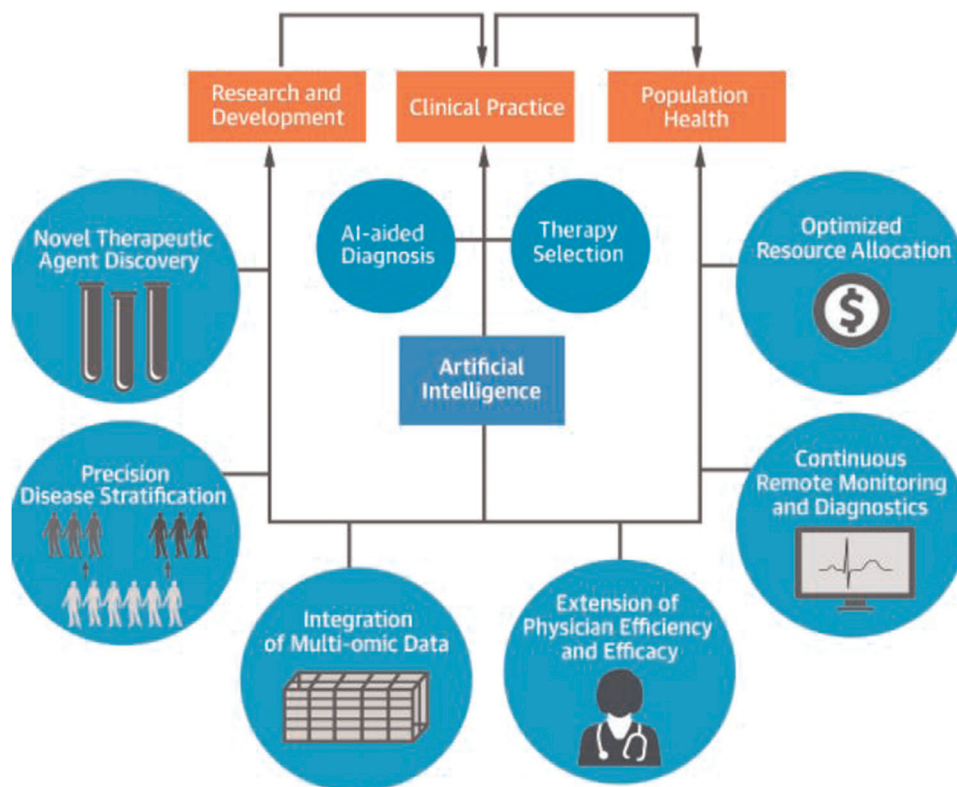 Research and
Development
Clinical Practice
Population
Health
Novel Therapeutic
Agent Discovery
AI-aided
Diagnosis
Therapy
Selection
Optimized
Resource Allocation
$
Artificial
Intelligence
Precision
Disease Stratification
Continuous
Remote Monitoring
and Diagnostics
Integration
of Multi-omic Data
Extension of
Physician Efficiency
and Efficacy